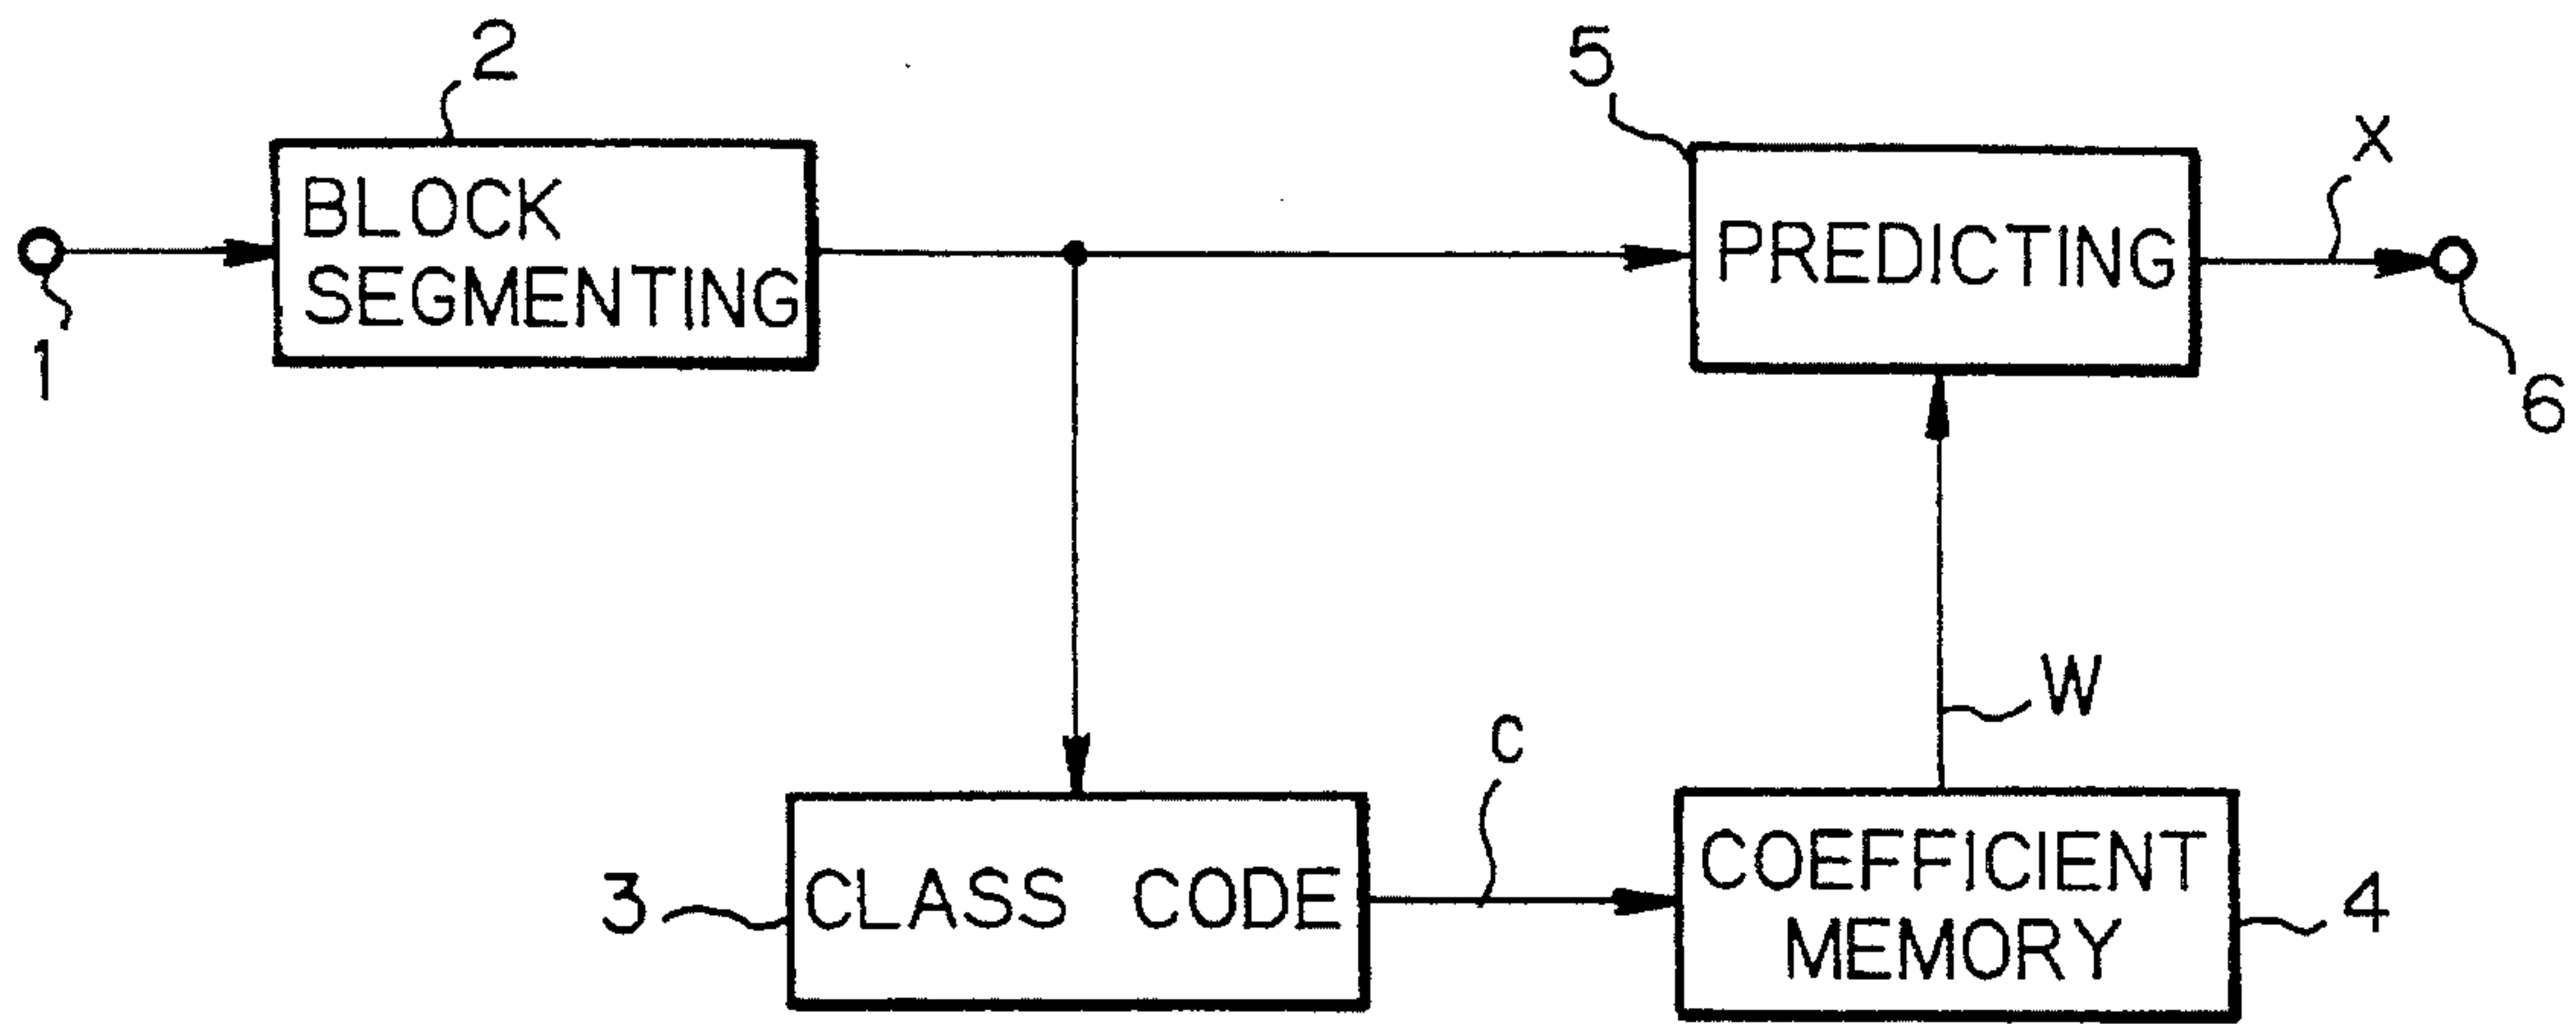 2
5
X
BLOCK
SEGMENTING
PREDICTING
1
6
W
C
3
CLASS CODE
COEFFICIENT
MEMORY
4